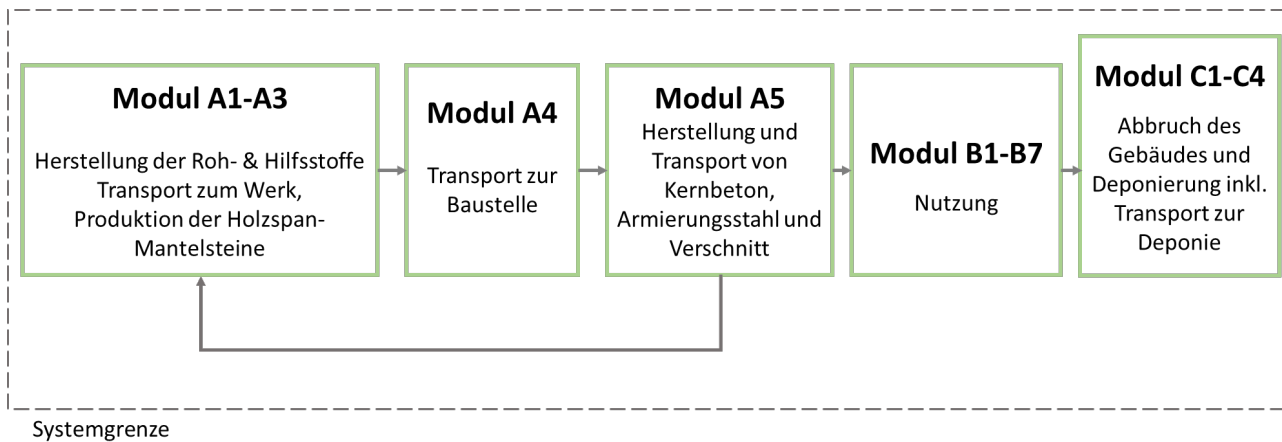 Modul A1-A3
Herstellung der Roh- & Hilfsstoffe
Transport zum Werk,
Produktion der Holzspan-
Mantelsteine
Modul A4
Transport zur
Baustelle
Modul A5
Herstellung und
Transport von
Kernbeton,
Armierungsstahl und
Verschnitt
Modul B1-B7
Nutzung
Modul C1-C4
Abbruch des
Gebäudes und
Deponierung inkl.
Transport zur
Deponie
Systemgrenze